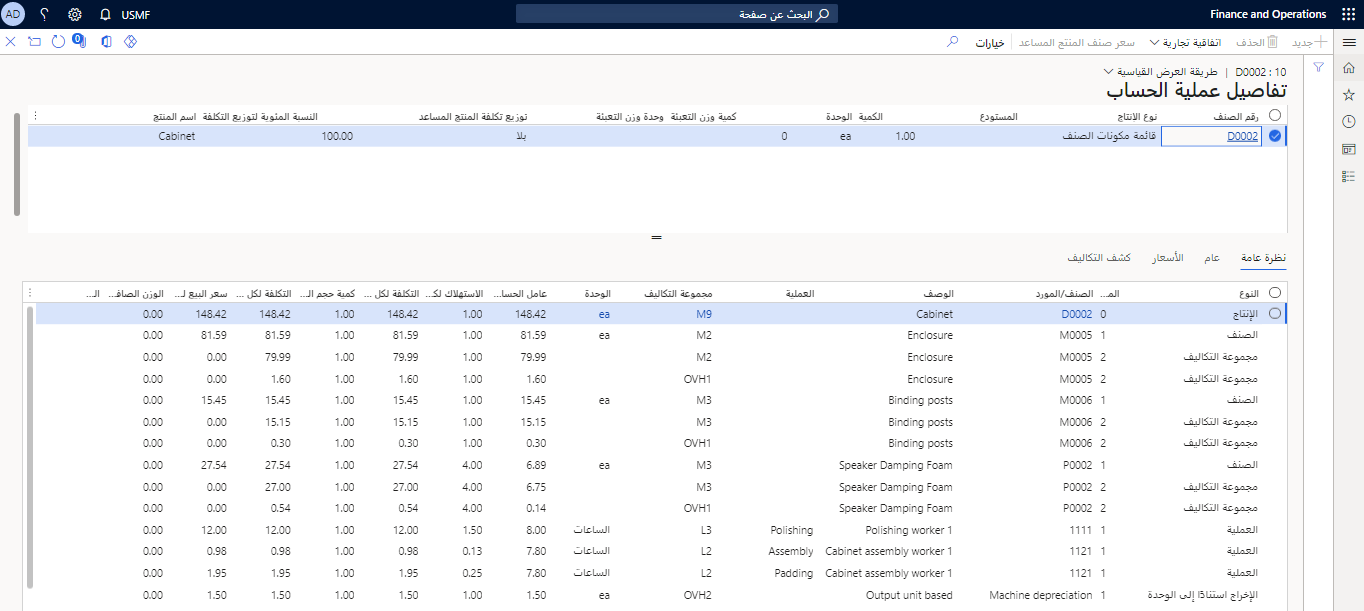 Finance and Operations
البحث عن صفحة
USMF
AD
جديد
الحذف
اتفاقية تجارية
سعر صنف المنتج المساعد
خيارات
0
10 : D0002 | طريقة العرض القياسية
تفاصيل عملية الحساب
رقم الصنف نوع الانتاج المستودع الكمية الوحدة كمية وزن التعبئة وحدة وزن التعبئة توزيع تكلفة المنتج المساعد النسبة المئوية لتوزيع التكلفة اسم المنتج
D0002 قائمة مكونات الصنف 1.00 ea 0 بلا 100.00 Cabinet
نظرة عامة عام الأسعار كشف التكاليف
النوع الم... الصنف/المورد الوصف العملية مجموعة التكاليف الوحدة عامل الحسا... الاستهلاك لك... التكلفة لكل ... كمية حجم ال... التكلفة لكل ... سعر البيع ل... الوزن الصاف... ال...
الإنتاج 0 D0002 Cabinet M9 ea 148.42 1.00 148.42 1.00 148.42 148.42 0.00
الصنف 1 M0005 Enclosure M2 ea 81.59 1.00 81.59 1.00 81.59 81.59 0.00
مجموعة التكاليف 2 M0005 Enclosure M2 79.99 1.00 79.99 1.00 79.99 0.00 0.00
مجموعة التكاليف 2 M0005 Enclosure OVH1 1.60 1.00 1.60 1.00 1.60 0.00 0.00
الصنف 1 M0006 Binding posts M3 ea 15.45 1.00 15.45 1.00 15.45 15.45 0.00
مجموعة التكاليف 2 M0006 Binding posts M3 15.15 1.00 15.15 1.00 15.15 0.00 0.00
مجموعة التكاليف 2 M0006 Binding posts OVH1 0.30 1.00 0.30 1.00 0.30 0.00 0.00
الصنف 1 P0002 Speaker Damping Foam M3 ea 6.89 4.00 27.54 1.00 27.54 27.54 0.00
مجموعة التكاليف 2 P0002 Speaker Damping Foam M3 6.75 4.00 27.00 1.00 27.00 0.00 0.00
مجموعة التكاليف 2 P0002 Speaker Damping Foam OVH1 0.14 4.00 0.54 1.00 0.54 0.00 0.00
العملية 1 1111 Polishing worker 1 Polishing L3 الساعات 8.00 1.50 12.00 1.00 12.00 12.00 0.00
العملية 1 1121 Cabinet assembly worker 1 Assembly L2 الساعات 7.80 0.13 0.98 1.00 0.98 0.98 0.00
العملية 1 1121 Cabinet assembly worker 1 Padding L2 الساعات 7.80 0.25 1.95 1.00 1.95 1.95 0.00
الإخراج استنادًا إلى الوحدة 1 Machine depreciation Output unit based OVH2 ea 1.50 1.00 1.50 1.00 1.50 1.50 0.00